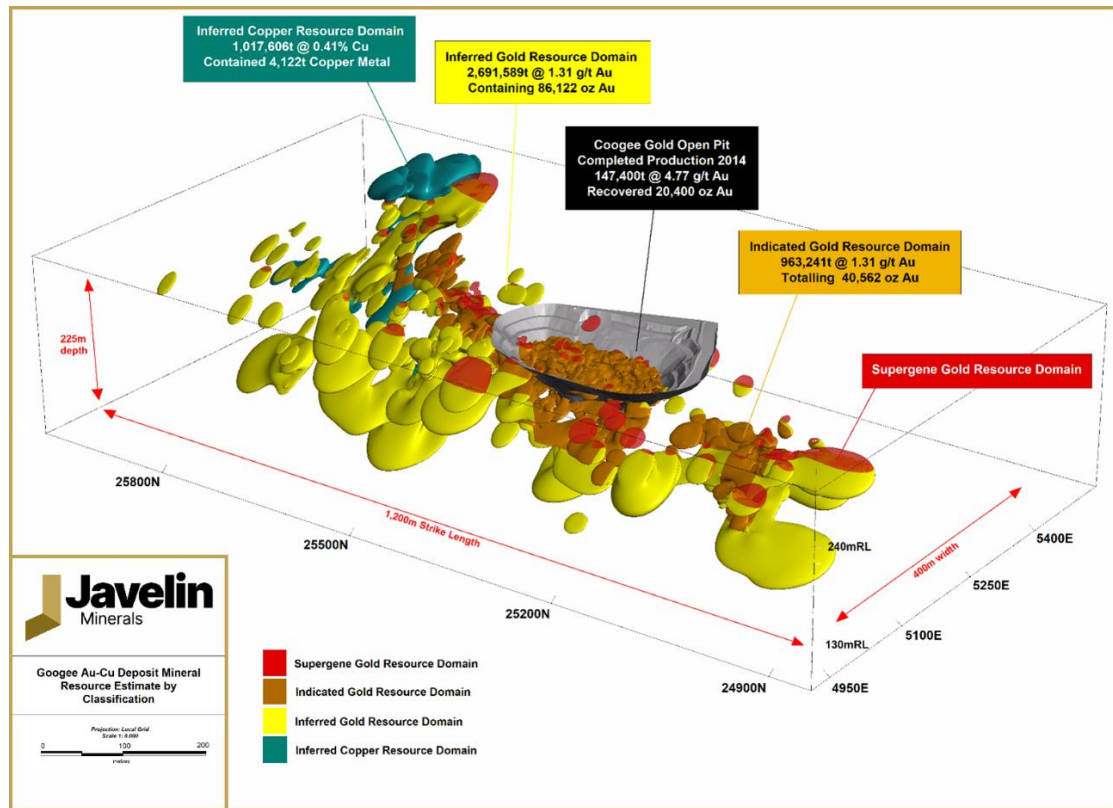 Inferred Copper Resource Domain
1,017,606t @ 0.41% Cu
Contained 4,122t Copper Metal
Inferred Gold Resource Domain
2,691,589t @ 1.31 g/t Au
Containing 86,122 oz Au
Coogee Gold Open Pit
Completed Production 2014
147,400t @ 4.77 g/t Au
Recovered 20,400 oz Au
Indicated Gold Resource Domain
963,241t @ 1.31 g/t Au
Totalling 40,562 oz Au
Supergene Gold Resource Domain
225m
depth
25800N
1,200m Strike Length
25500N
25200N
24900N
240mRL
130mRL
400m width
5400E
5250E
5100E
4950E
Javelin
Minerals
Googee Au-Cu Deposit Mineral
Resource Estimate by
Classification
Projection: Local Grid
Scale 1: 8,000
0 100 200
metres
Supergene Gold Resource Domain
Indicated Gold Resource Domain
Inferred Gold Resource Domain
Inferred Copper Resource Domain